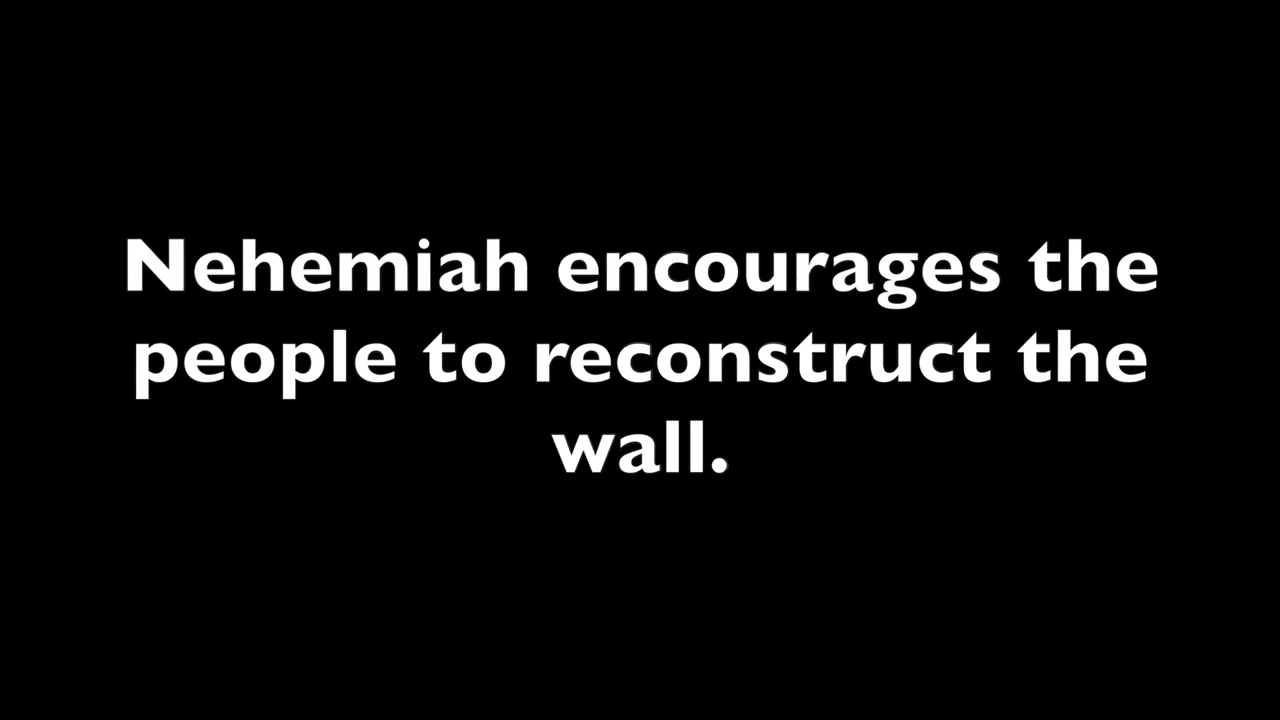 Nehemiah encourages the
people to reconstruct the
wall.